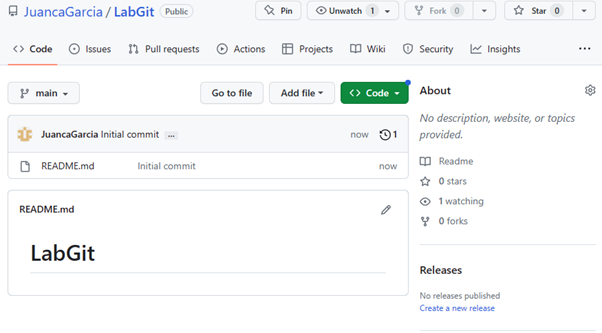 JuancaGarcia / LabGit Public Pin Unwatch 1 Fork 0 Star 0
Code Issues Pull requests Actions Projects Wiki Security Insights ...
main Go to file Add file Code
JuancaGarcia Initial commit ... now 1
README.md Initial commit now
README.md
LabGit
About
No description, website, or topics
provided.
Readme
0 stars
1 watching
0 forks
Releases
No releases published
Create a new release